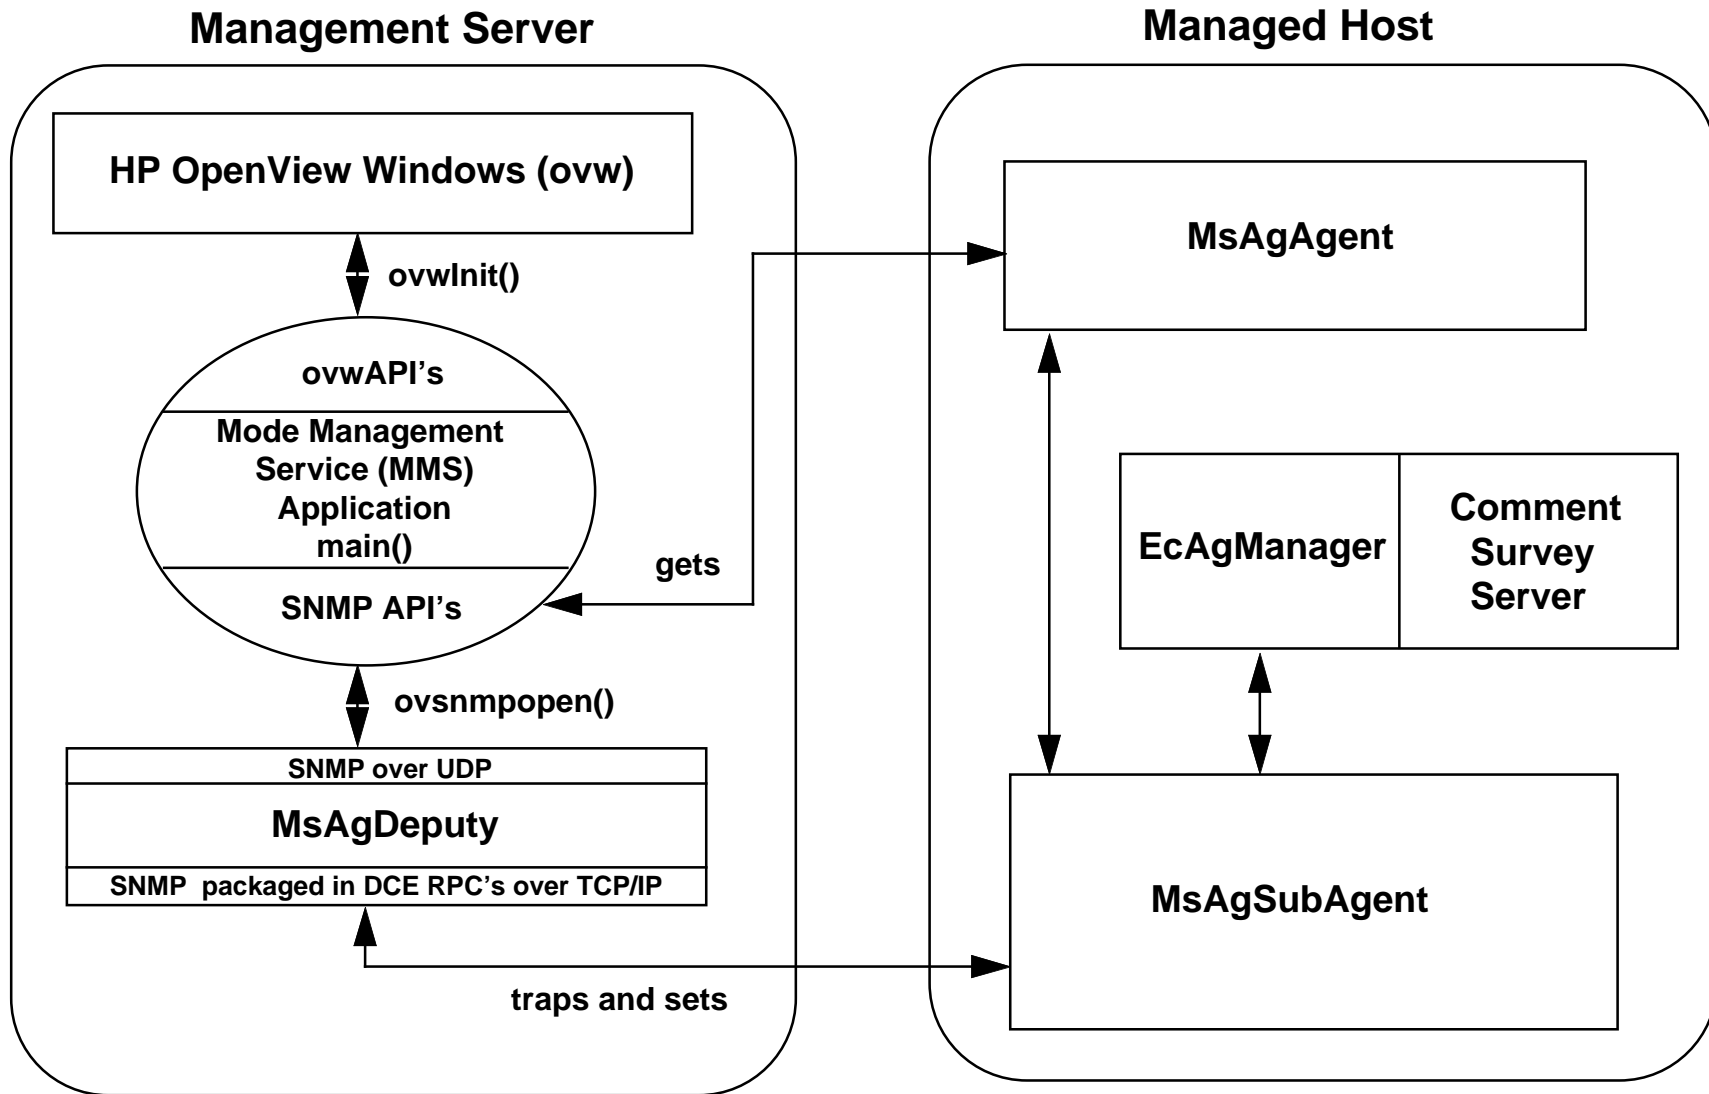 Management Server
HP OpenView Windows (ovw)
ovwInit()
ovwAPI’s
Mode Management
Service (MMS)
Application
main()
SNMP API’s
gets
ovsnmpopen()
SNMP over UDP
MsAgDeputy
SNMP  packaged in DCE RPC’s over TCP/IP
traps and sets
Managed Host
MsAgAgent
EcAgManager
Comment
Survey
Server
MsAgSubAgent